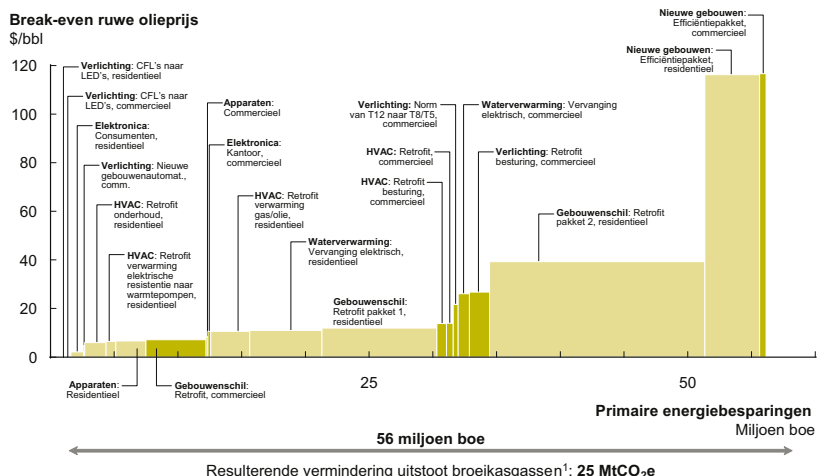 Break-even ruwe olieprijs
$/bbl
120
100
80
60
40
20
0
Verlichting: CFL's naar
LED's, residentieel
Verlichting: CFL's naar
LED's, commercieel
Elektronica:
Consumenten,
residentieel
Verlichting: Nieuwe
gebouwenautomat.,
comm.
HVAC: Retrofit
onderhoud,
residentieel
HVAC: Retrofit
verwarming
elektrische
resistentie naar
warmtepompen,
residentieel
Apparaten:
Residentieel
Gebouwenschil:
Retrofit, commercieel
Apparaten:
Commercieel
Elektronica:
Kantoor,
commercieel
HVAC: Retrofit
verwarming
gas/olie,
residentieel
Waterverwarming:
Vervanging elektrisch,
residentieel
Gebouwenschil:
Retrofit pakket 1,
residentieel
HVAC: Retrofit
besturing,
commercieel
HVAC: Retrofit,
commercieel
Verlichting: Norm
van T12 naar T8/T5,
commercieel
Waterverwarming: Vervanging
elektrisch, commercieel
Verlichting: Retrofit
besturing, commercieel
Gebouwenschil: Retrofit
pakket 2, residentieel
Nieuwe gebouwen:
Efficiëntiepakket,
residentieel
Nieuwe gebouwen:
Efficiëntiepakket,
commercieel
25
50
Primaire energiebesparingen
Miljoen boe
56 miljoen boe
Resulterende vermindering uitstoot broeikasgassen¹: 25 MtCO₂e